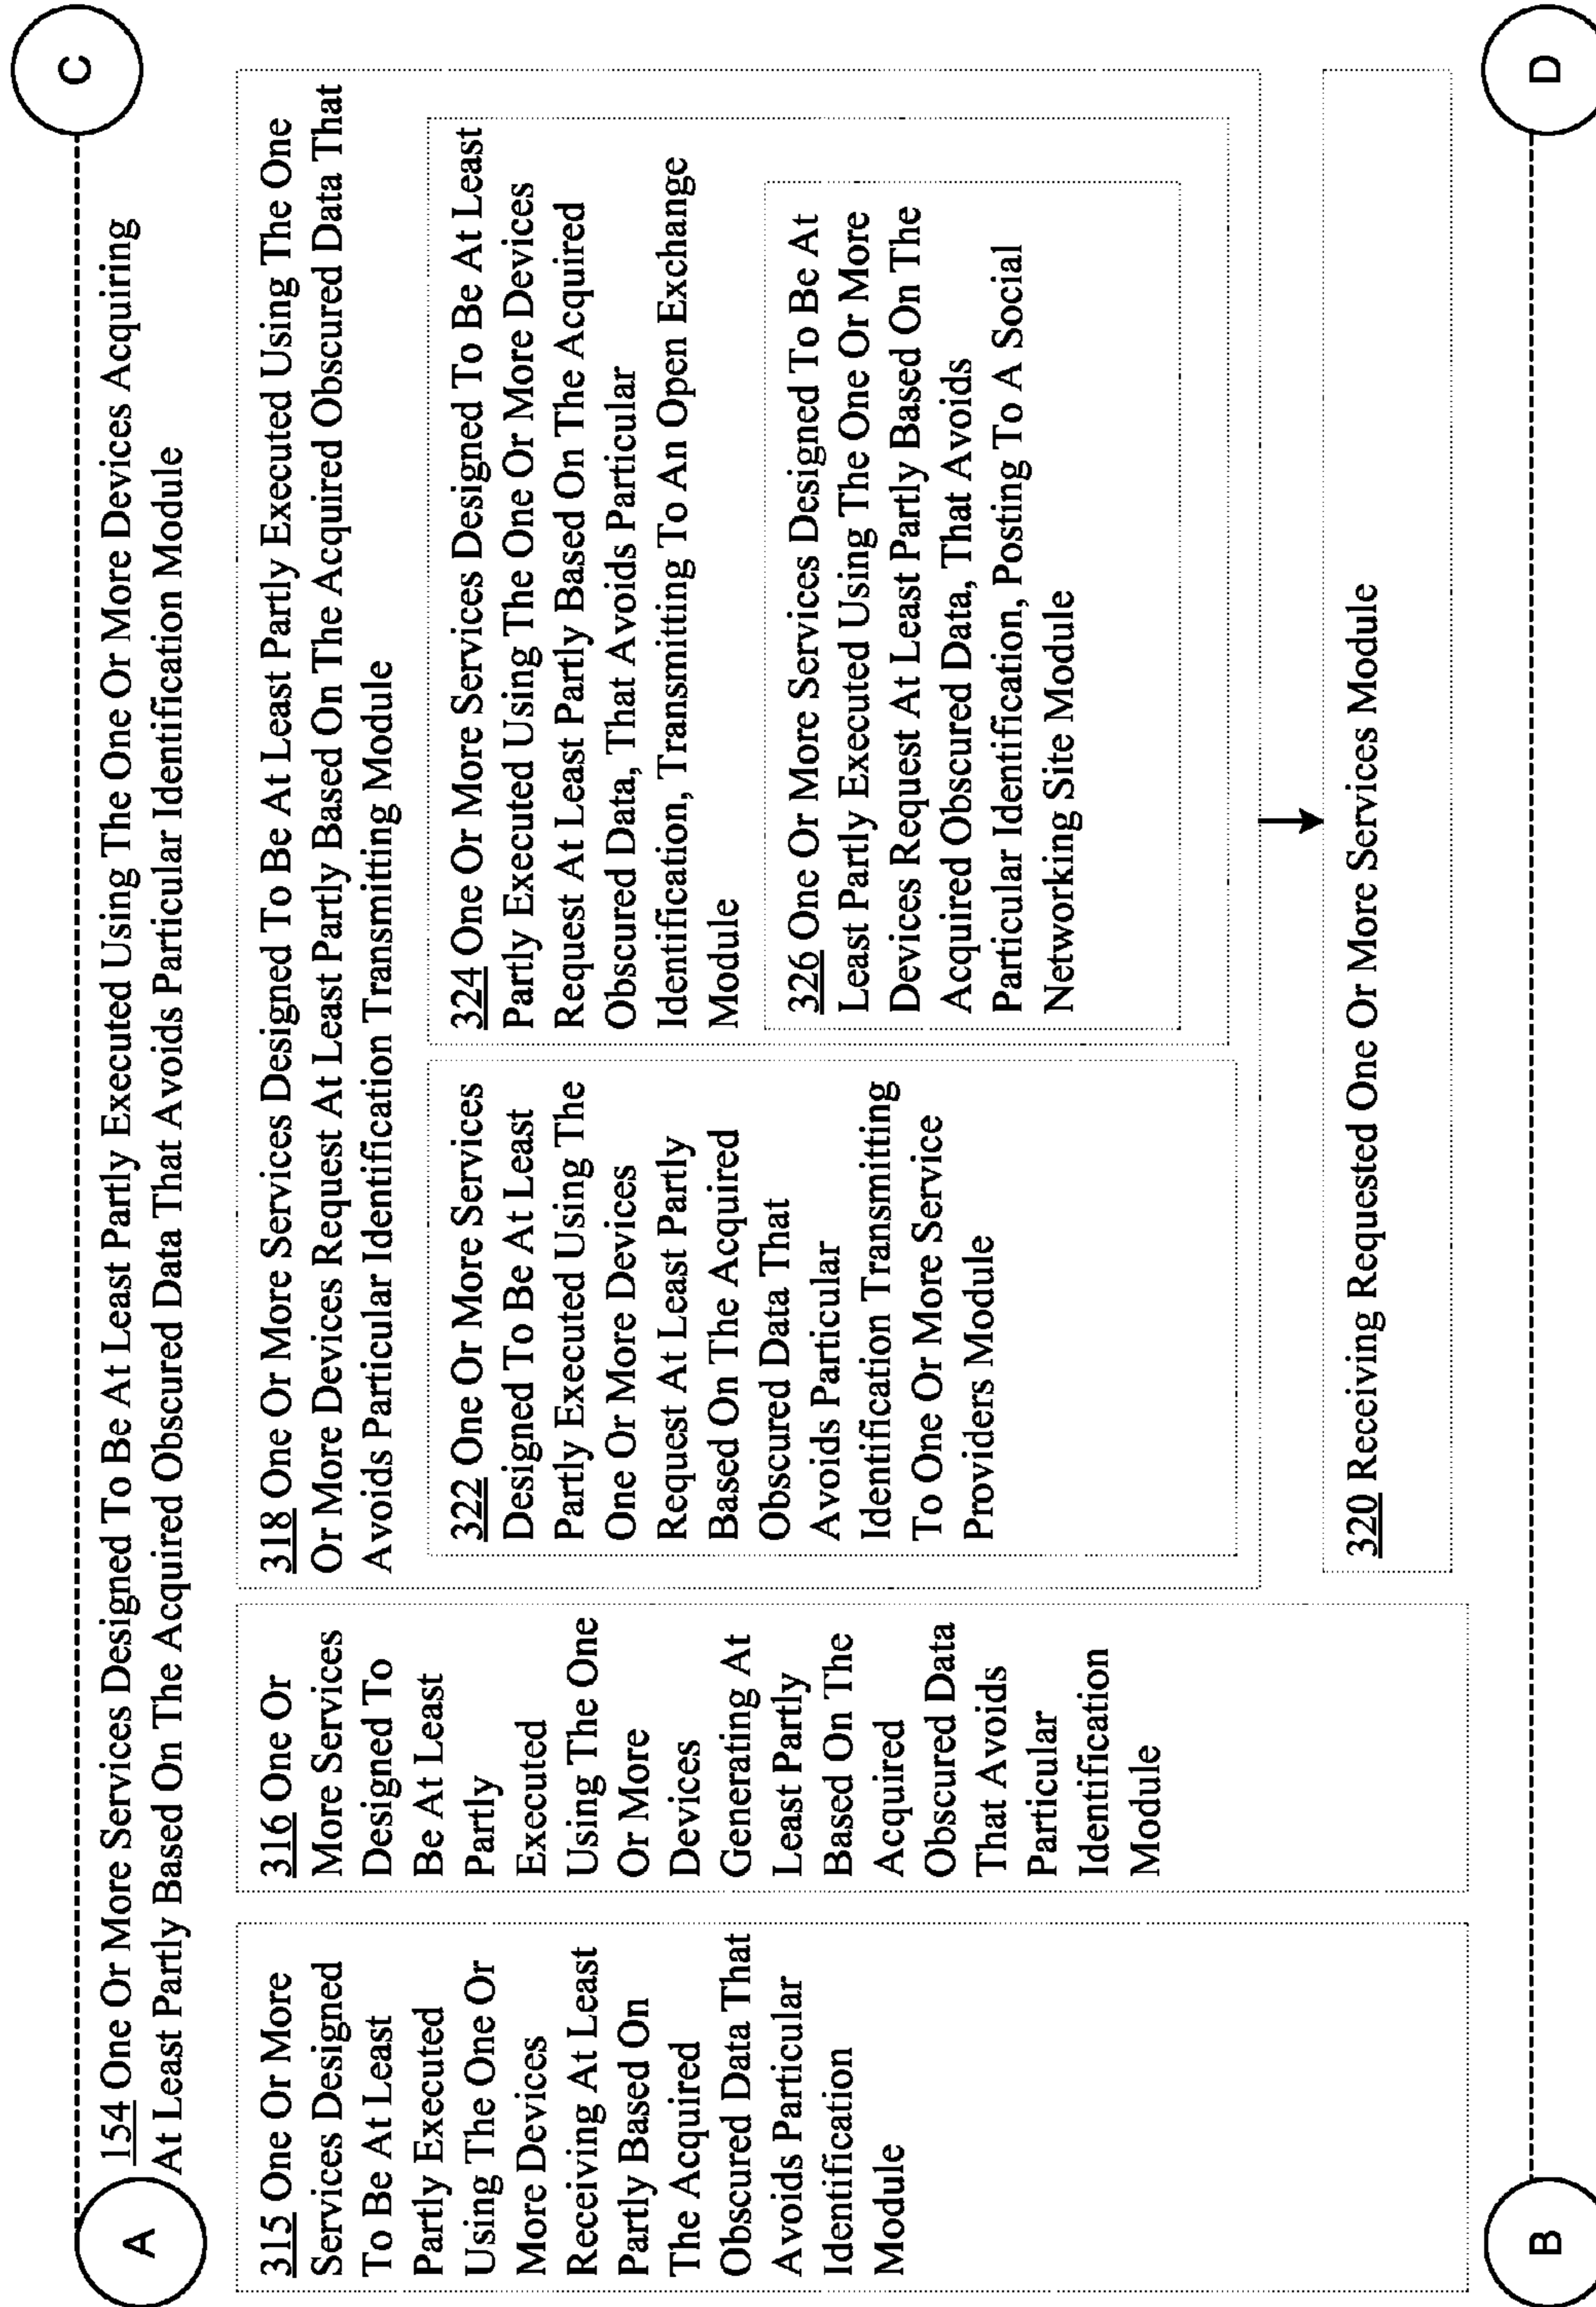 A
C
154 One Or More Services Designed To Be At Least Partly Executed Using The One Or More Devices Acquiring
At Least Partly Based On The Acquired Obscured Data That Avoids Particular Identification Module
315 One Or More
Services Designed
To Be At Least
Partly Executed
Using The One Or
More Devices
Receiving At Least
Partly Based On
The Acquired
Obscured Data That
Avoids Particular
Identification
Module
316 One Or
More Services
Designed To
Be At Least
Partly
Executed
Using The One
Or More
Devices
Generating At
Least Partly
Based On The
Acquired
Obscured Data
That Avoids
Particular
Identification
Module
318 One Or More Services Designed To Be At Least Partly Executed Using The One
Or More Devices Request At Least Partly Based On The Acquired Obscured Data That
Avoids Particular Identification Transmitting Module
322 One Or More Services
Designed To Be At Least
Partly Executed Using The
One Or More Devices
Request At Least Partly
Based On The Acquired
Obscured Data That
Avoids Particular
Identification Transmitting
To One Or More Service
Providers Module
324 One Or More Services Designed To Be At Least
Partly Executed Using The One Or More Devices
Request At Least Partly Based On The Acquired
Obscured Data, That Avoids Particular
Identification, Transmitting To An Open Exchange
Module
326 One Or More Services Designed To Be At
Least Partly Executed Using The One Or More
Devices Request At Least Partly Based On The
Acquired Obscured Data, That Avoids
Particular Identification, Posting To A Social
Networking Site Module
320 Receiving Requested One Or More Services Module
B
D